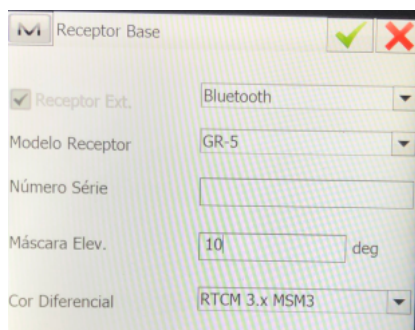 Receptor Base
Receptor Ext.
Bluetooth
Modelo Receptor
GR-5
Número Série
Máscara Elev.
10
deg
Cor Diferencial
RTCM 3.x MSM3